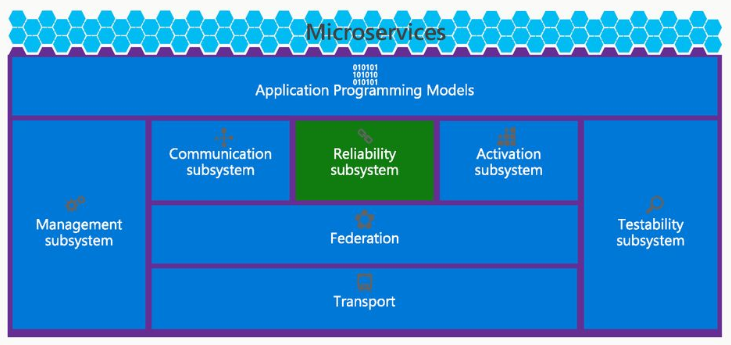 Microservices
010101
101010
010101
Application Programming Models
Communication
subsystem
Reliability
subsystem
Activation
subsystem
Management
subsystem
Testability
subsystem
Federation
Transport